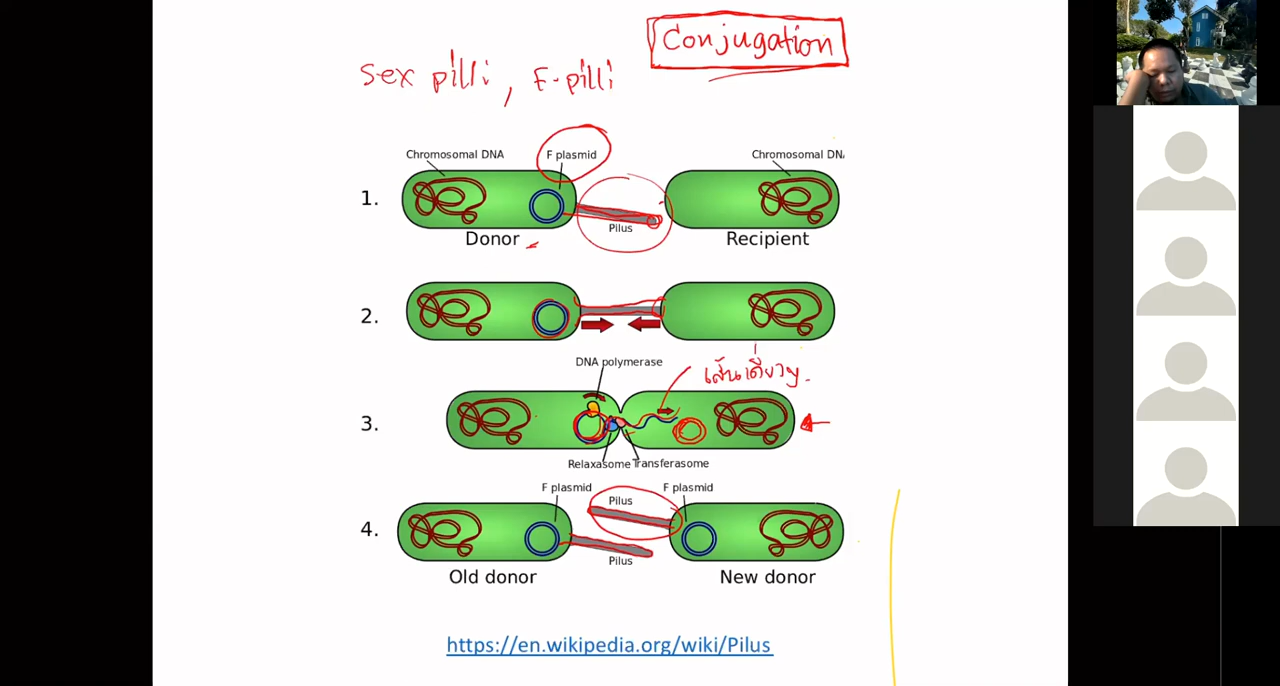 Conjugation
sex pilli, F-pilli
Chromosomal DNA
F plasmid
Chromosomal DN
1.
Pilus
Donor
Recipient
2.
DNA polymerase
เส้นเดี่ยว
3.
Relaxasome
Transferasome
F plasmid
Pilus
F plasmid
4.
Pilus
Old donor
New donor
https://en.wikipedia.org/wiki/Pilus